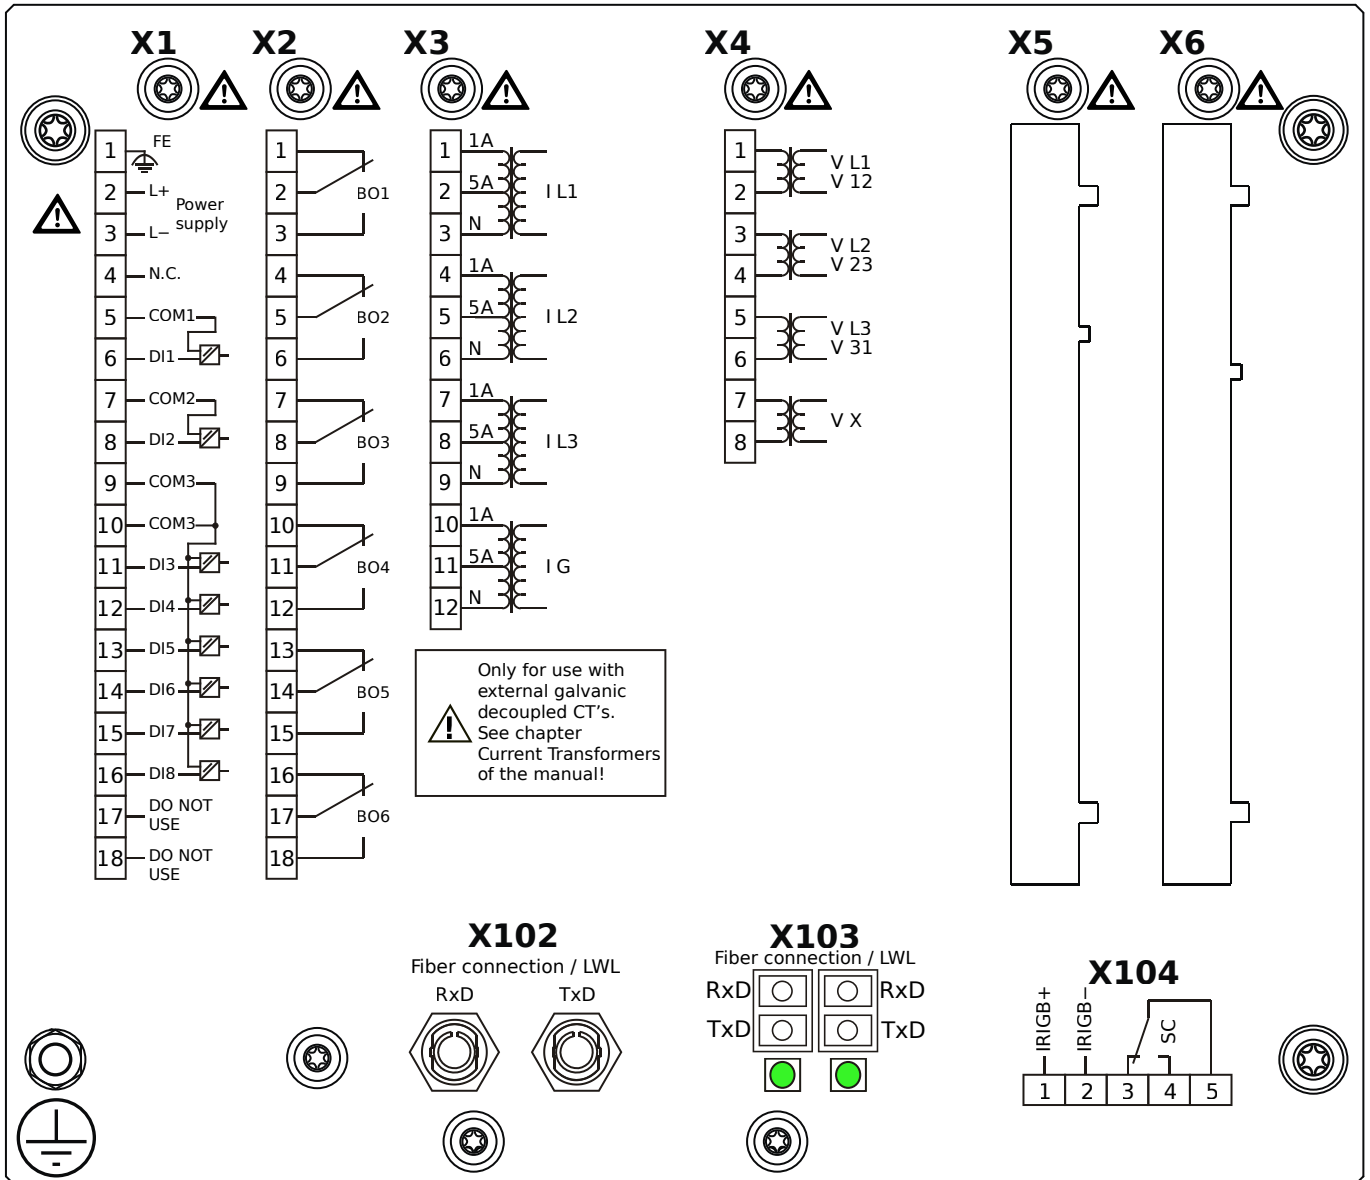 X1 X2 X3 X4 X5 X6
1 FE
2 L+
Power
supply
3 L−
4 N.C.
5 COM1
6 DI1
7 COM2
8 DI2
9 COM3
10 COM3
11 DI3
12 DI4
13 DI5
14 DI6
15 DI7
16 DI8
17 DO NOT
USE
18 DO NOT
USE
1
2 BO1
3
4
5 BO2
6
7
8 BO3
9
10
11 BO4
12
13
14 BO5
15
16
17 BO6
18
1 1A
2 5A I L1
3 N
4 1A
5 5A I L2
6 N
7 1A
8 5A I L3
9 N
10 1A
11 5A I G
12 N
Only for use with
external galvanic
decoupled CT's.
See chapter
Current Transformers
of the manual!
1 V L1
2 V 12
3 V L2
4 V 23
5 V L3
6 V 31
7 V X
8
X102
Fiber connection / LWL
RxD TxD
X103
Fiber connection / LWL
RxD RxD
TxD TxD
X104
IRIGB+ IRIGB− SC
1 2 3 4 5